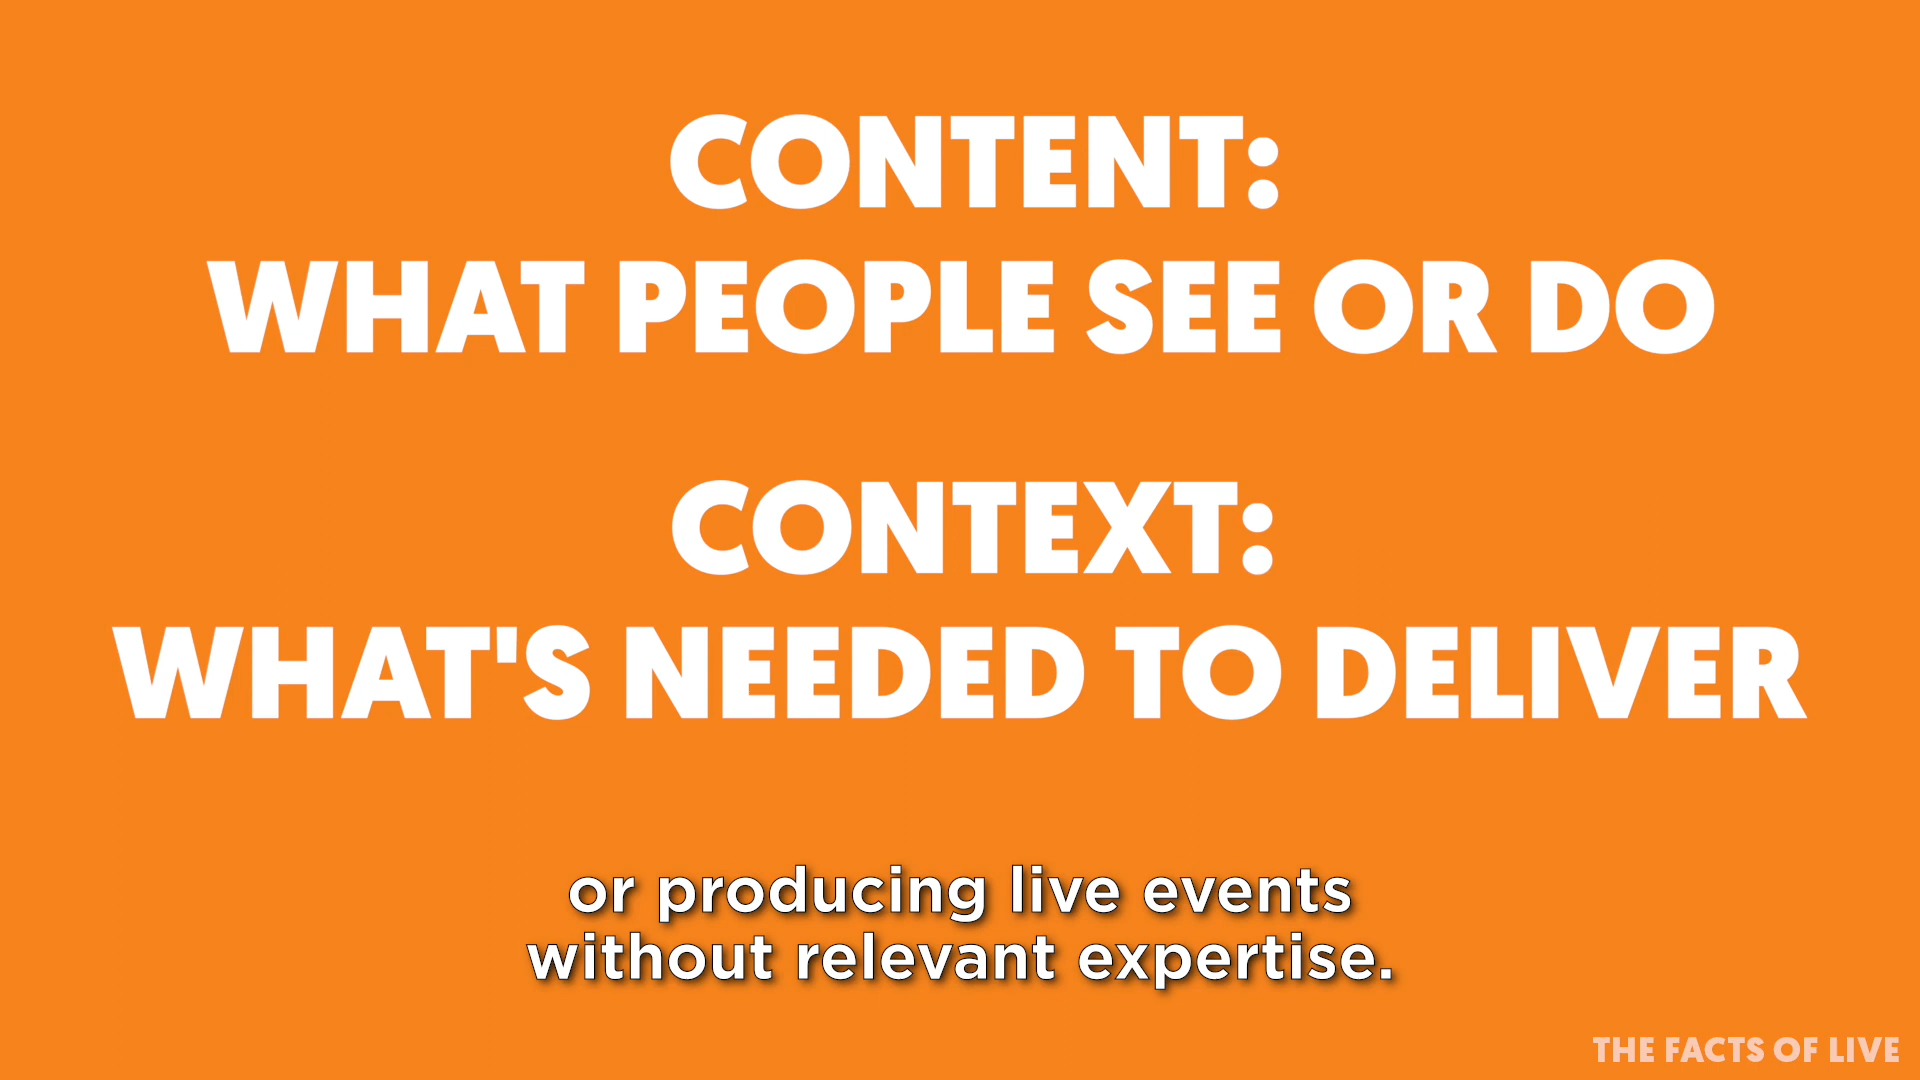 CONTENT:
WHAT PEOPLE SEE OR DO
CONTEXT:
WHAT'S NEEDED TO DELIVER
or producing live events
without relevant expertise.
THE FACTS OF LIVE